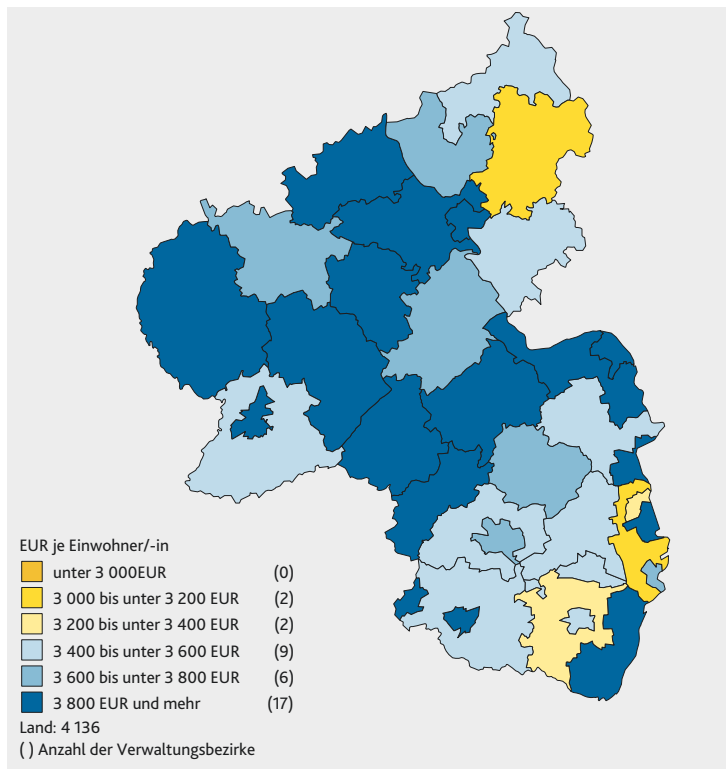 EUR je Einwohner/-in
unter 3 000EUR (0)
3 000 bis unter 3 200 EUR (2)
3 200 bis unter 3 400 EUR (2)
3 400 bis unter 3 600 EUR (9)
3 600 bis unter 3 800 EUR (6)
3 800 EUR und mehr (17)
Land: 4 136
( ) Anzahl der Verwaltungsbezirke